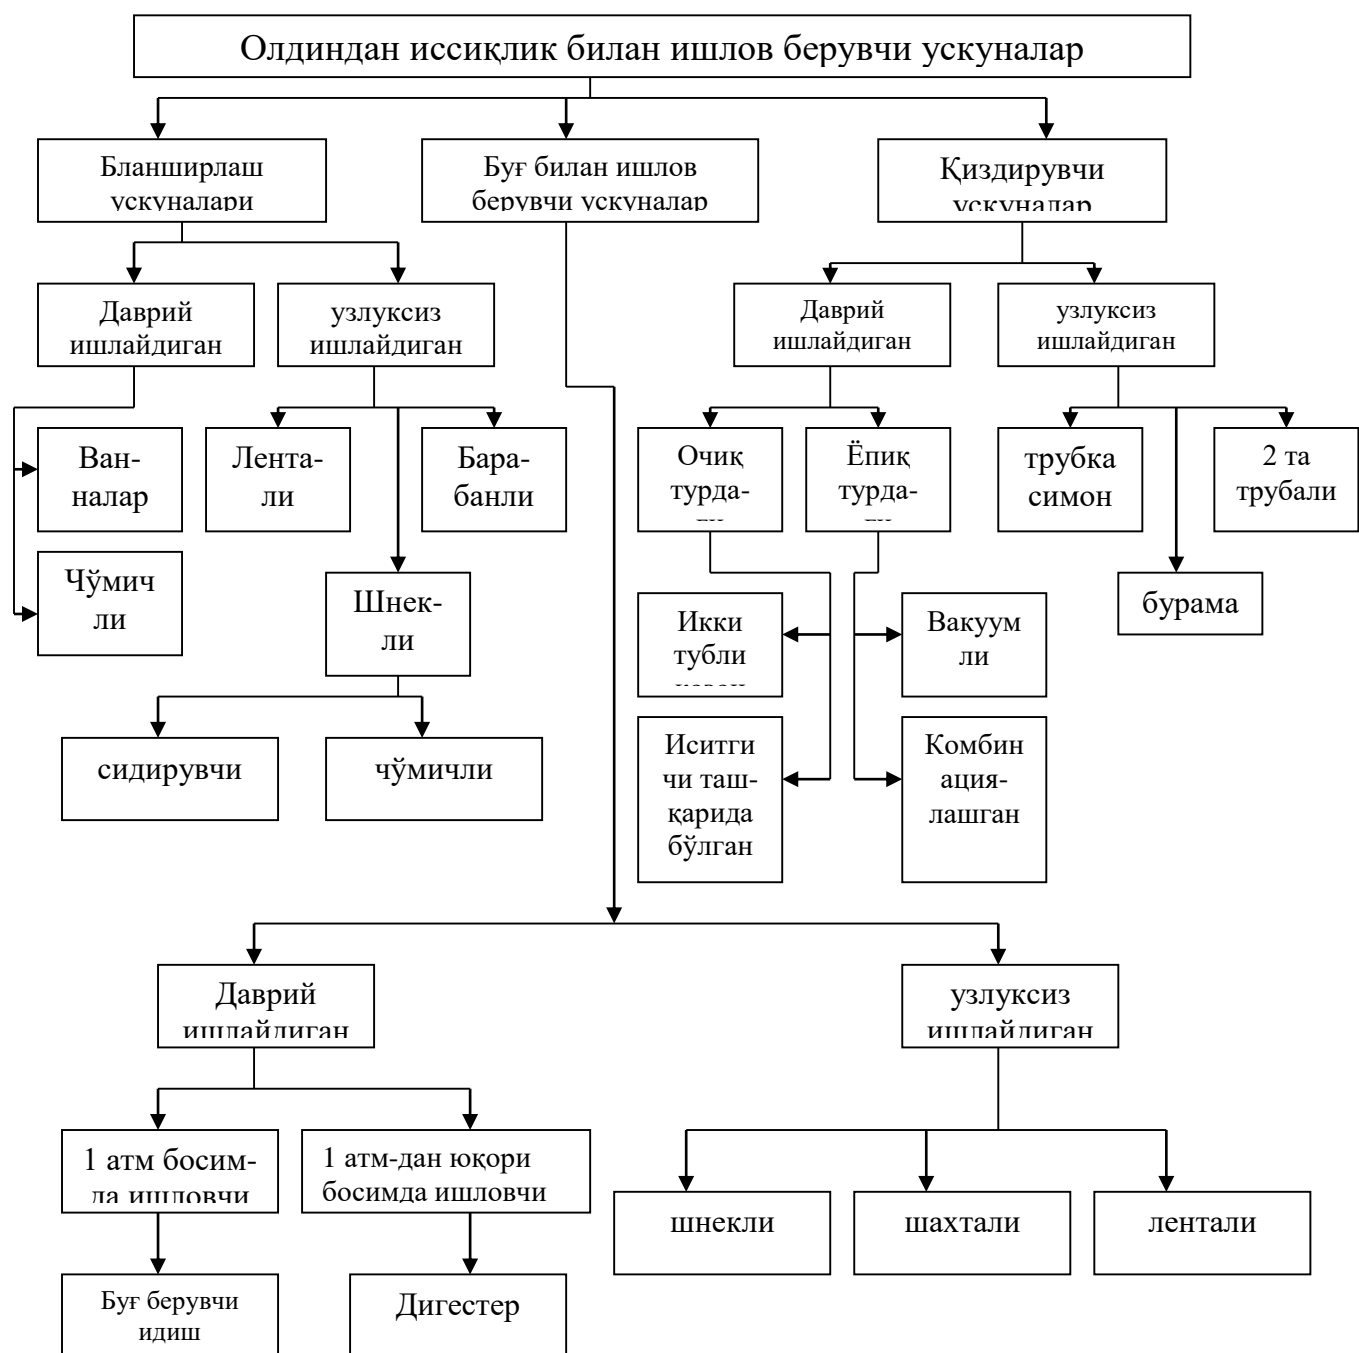 Олдиндан иссиқлик билан ишлов берувчи ускуналар
Бланширлаш
ускуналари
Буғ билан ишлов
берувчи ускуналар
Қиздирувчи
ускуналар
Даврий
ишлайдиган
узлуксиз
ишлайдиган
Даврий
ишлайдиган
узлуксиз
ишлайдиган
Ван-
налар
Лента-
ли
Бара-
банли
Очиқ
турда-
Ёпиқ
турда-
трубка
симон
2 та
трубали
Чўмич
ли
Шнек-
ли
Икки
тубли
Вакуум
ли
бурама
сидирувчи
чўмичли
Иситги
чи таш-
қарида
бўлган
Комбин
ация-
лашган
Даврий
ишлайдиган
узлуксиз
ишлайдиган
1 атм босим-
да ишловчи
1 атм-дан юқори
босимда ишловчи
шнекли
шахтали
лентали
Буғ берувчи
идиш
Дигестер